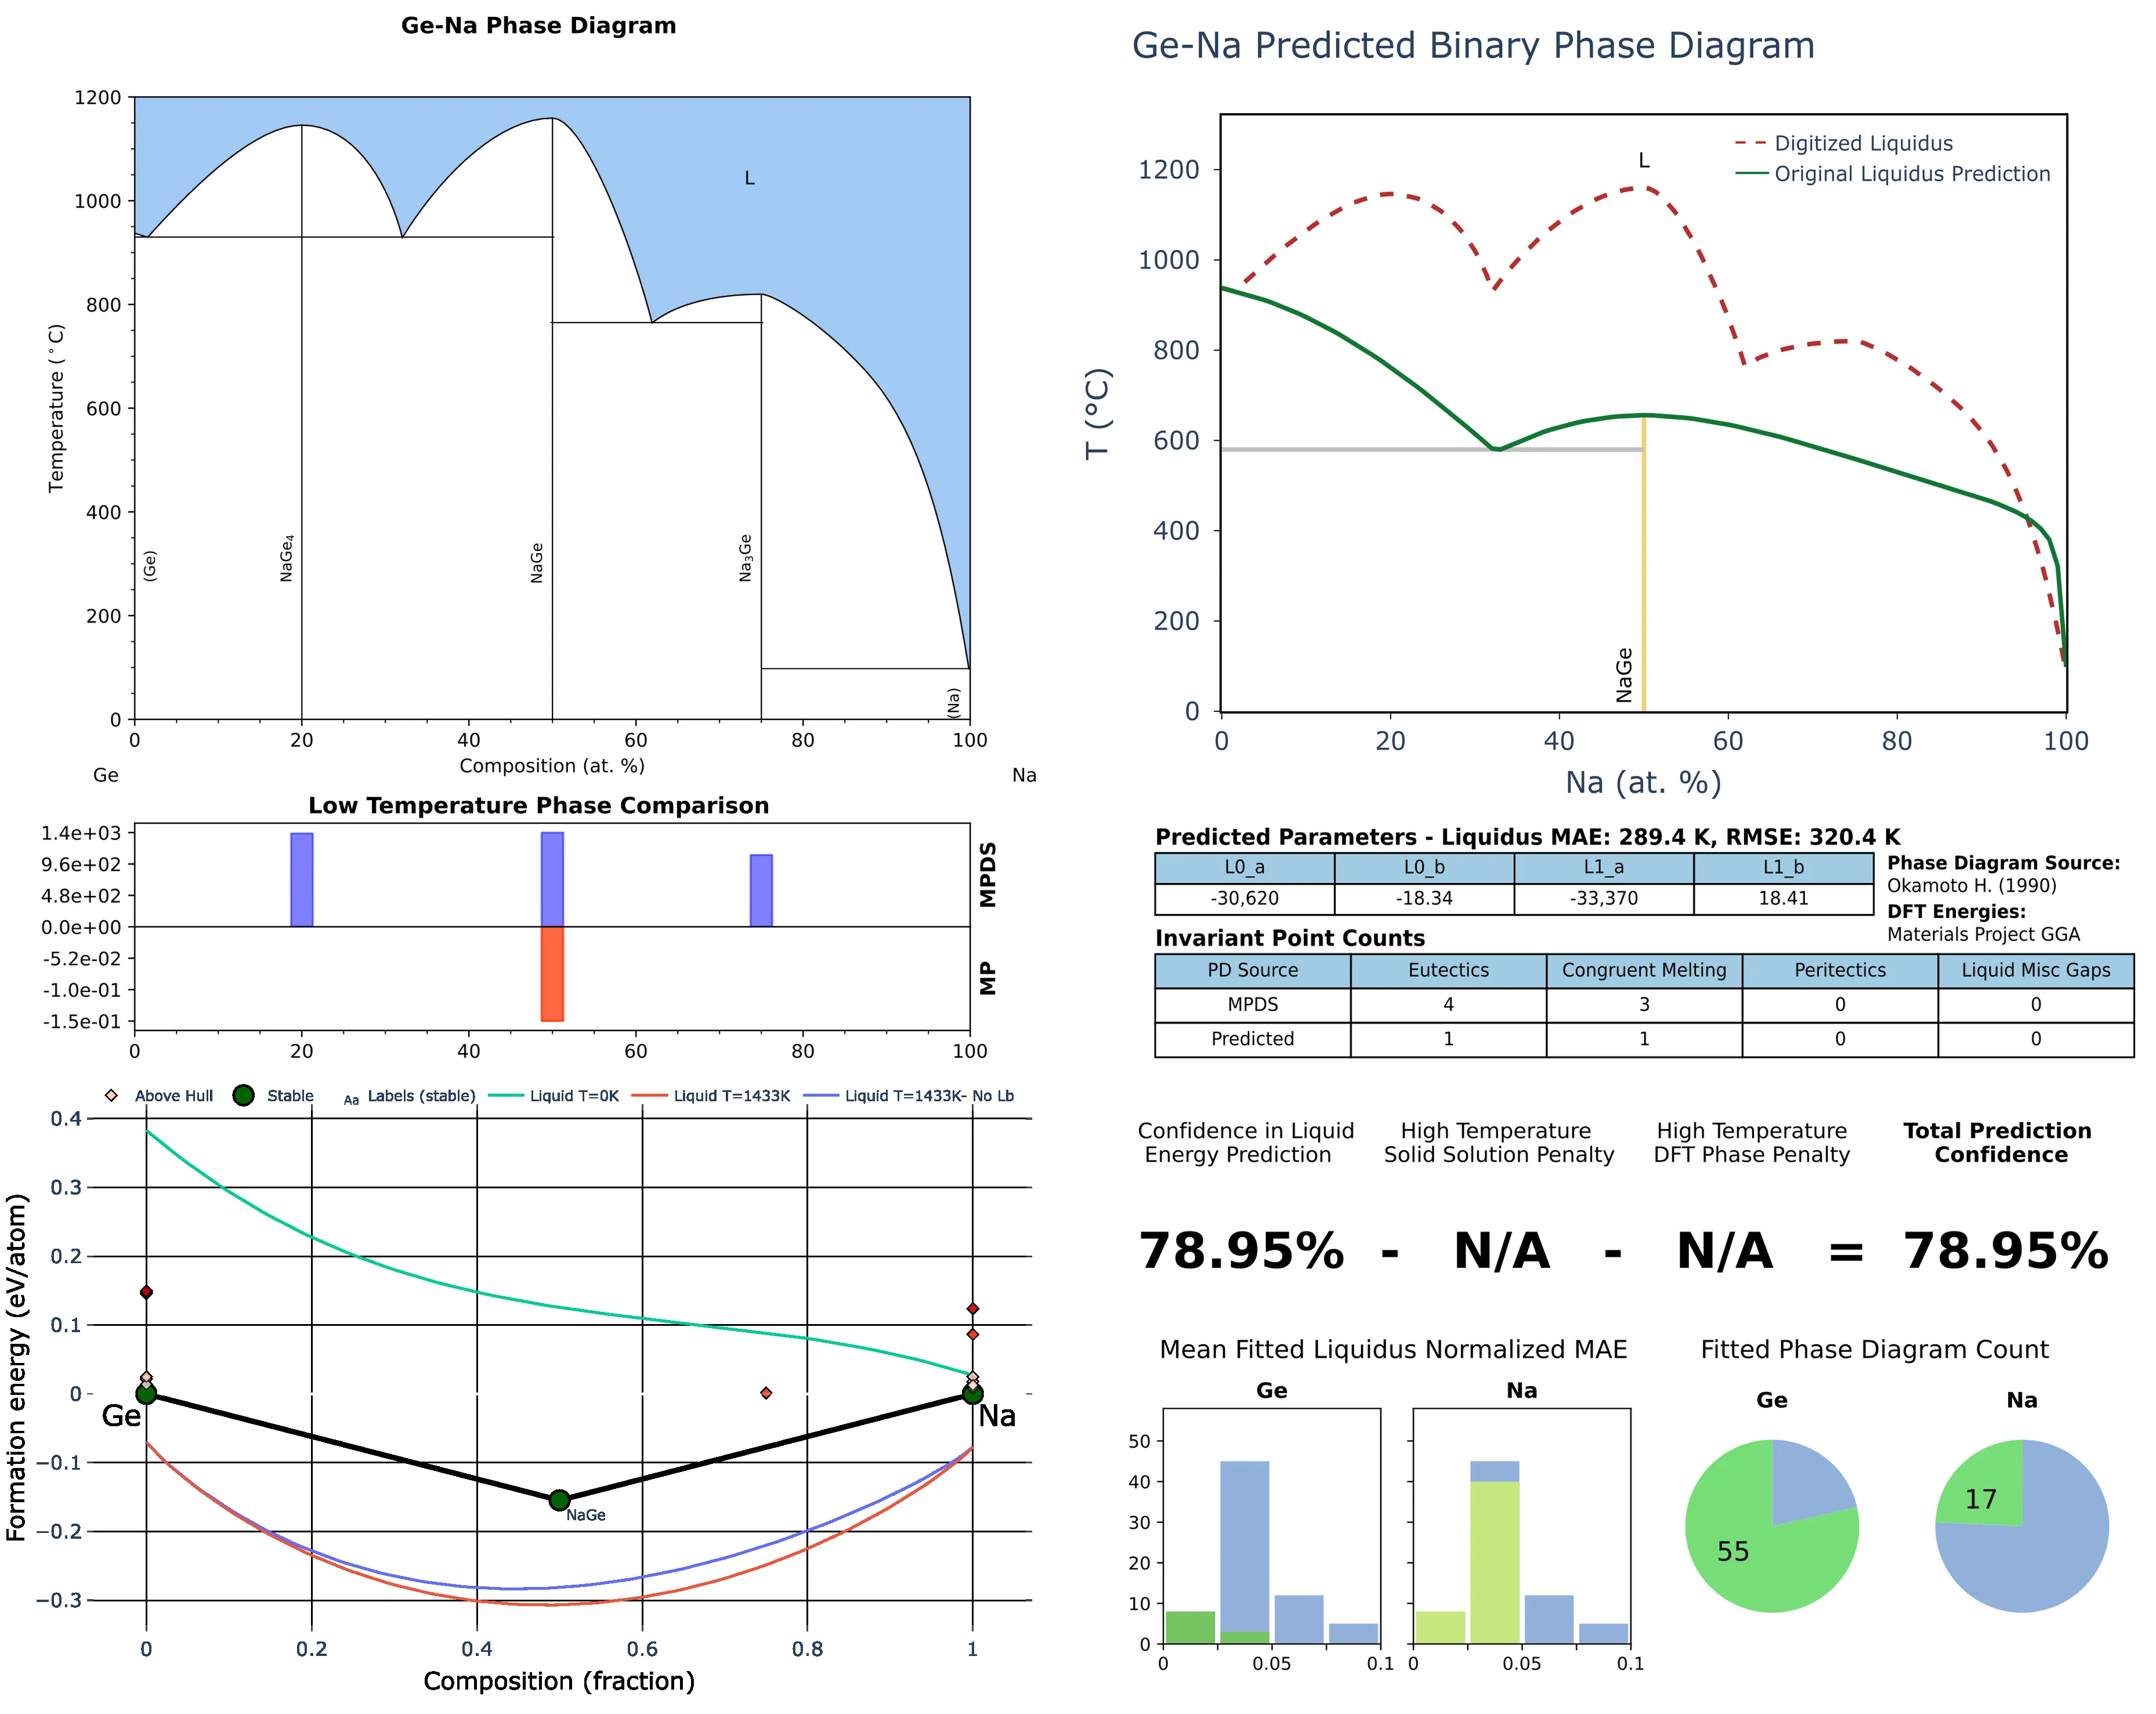 Ge-Na Phase Diagram
1200
1000
800
600
400
200
0
Temperature (°C)
L
(Ge)
NaGe₄
NaGe
Na₃Ge
(Na)
0 20 40 60 80 100
Composition (at. %)
Ge Na
Low Temperature Phase Comparison
1.4e+03
9.6e+02
4.8e+02
0.0e+00
-5.2e-02
-1.0e-01
-1.5e-01
MPDS
MP
0 20 40 60 80 100
Above Hull Stable Aa Labels (stable) Liquid T=0K Liquid T=1433K Liquid T=1433K- No Lb
0.4
0.3
0.2
0.1
0
−0.1
−0.2
−0.3
Formation energy (eV/atom)
Ge
Na
NaGe
0 0.2 0.4 0.6 0.8 1
Composition (fraction)
Ge-Na Predicted Binary Phase Diagram
Digitized Liquidus
Original Liquidus Prediction
L
1200
1000
800
600
400
200
0
T (°C)
NaGe
0 20 40 60 80 100
Na (at. %)
Predicted Parameters - Liquidus MAE: 289.4 K, RMSE: 320.4 K
L0_a L0_b L1_a L1_b
-30,620 -18.34 -33,370 18.41
Phase Diagram Source:
Okamoto H. (1990)
DFT Energies:
Materials Project GGA
Invariant Point Counts
PD Source Eutectics Congruent Melting Peritectics Liquid Misc Gaps
MPDS 4 3 0 0
Predicted 1 1 0 0
Confidence in Liquid
Energy Prediction
High Temperature
Solid Solution Penalty
High Temperature
DFT Phase Penalty
Total Prediction
Confidence
78.95% - N/A - N/A = 78.95%
Mean Fitted Liquidus Normalized MAE
Ge
Na
50
40
30
20
10
0
0 0.05 0.1
0 0.05 0.1
Fitted Phase Diagram Count
Ge
Na
55
17